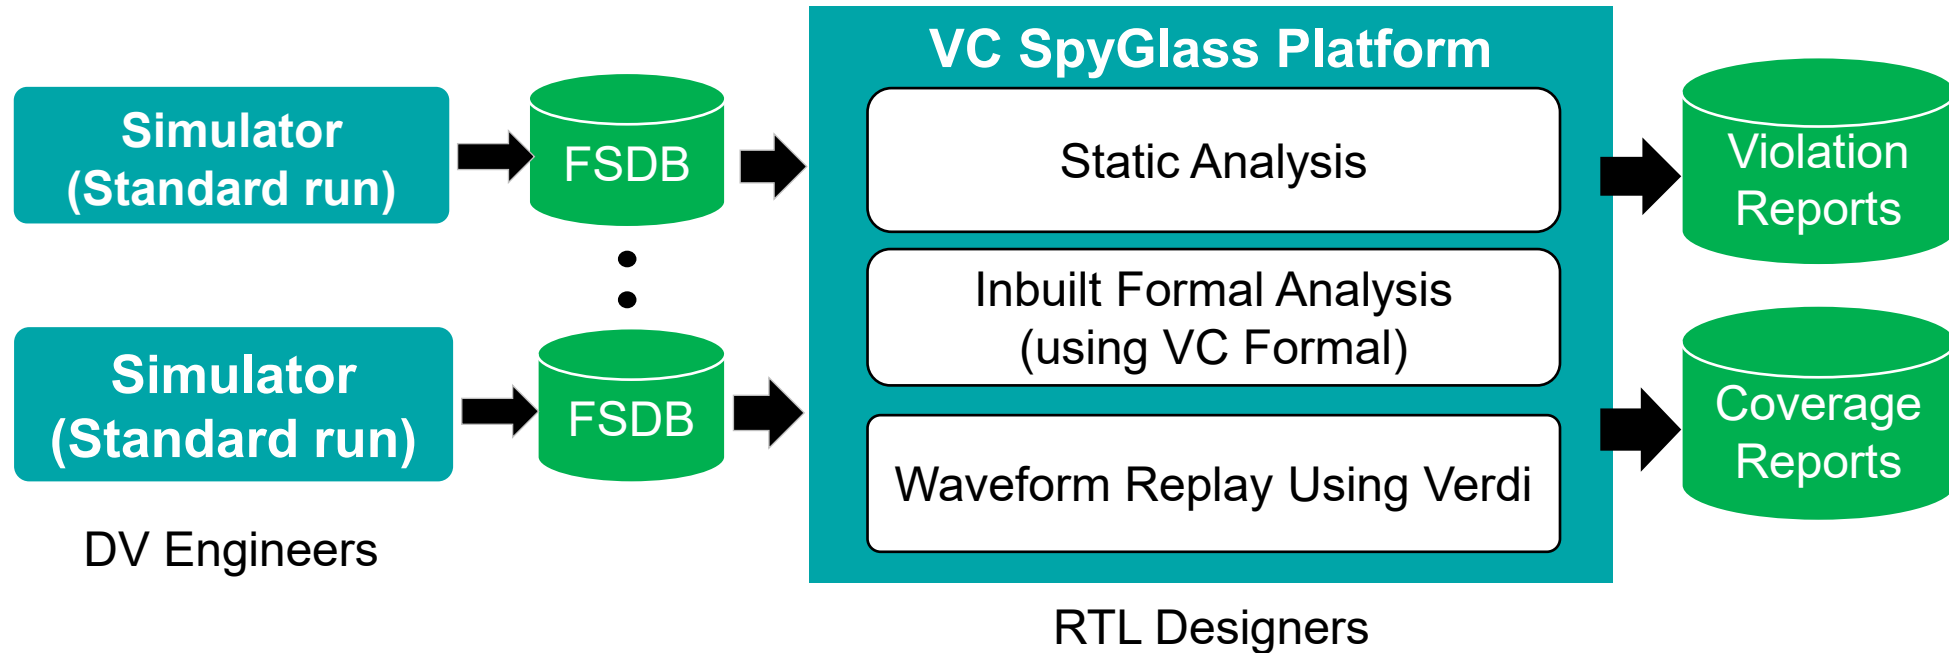 Simulator
(Standard run)
FSDB
Simulator
(Standard run)
FSDB
DV Engineers
VC SpyGlass Platform
Static Analysis
Inbuilt Formal Analysis
(using VC Formal)
Waveform Replay Using Verdi
RTL Designers
Violation
Reports
Coverage
Reports